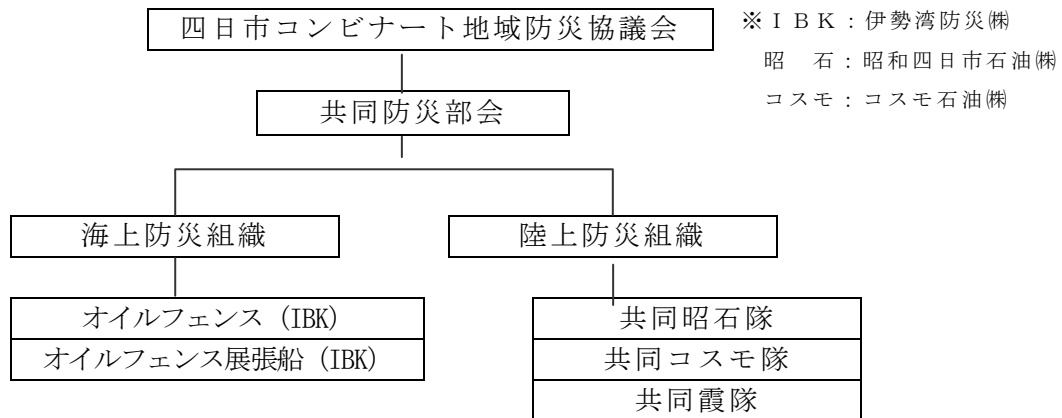 四日市コンビナート地域防災協議会
※ＩＢＫ：伊勢湾防災㈱
昭　石：昭和四日市石油㈱
コスモ：コスモ石油㈱
共同防災部会
海上防災組織
陸上防災組織
オイルフェンス (IBK)
オイルフェンス展張船 (IBK)
共同昭石隊
共同コスモ隊
共同霞隊